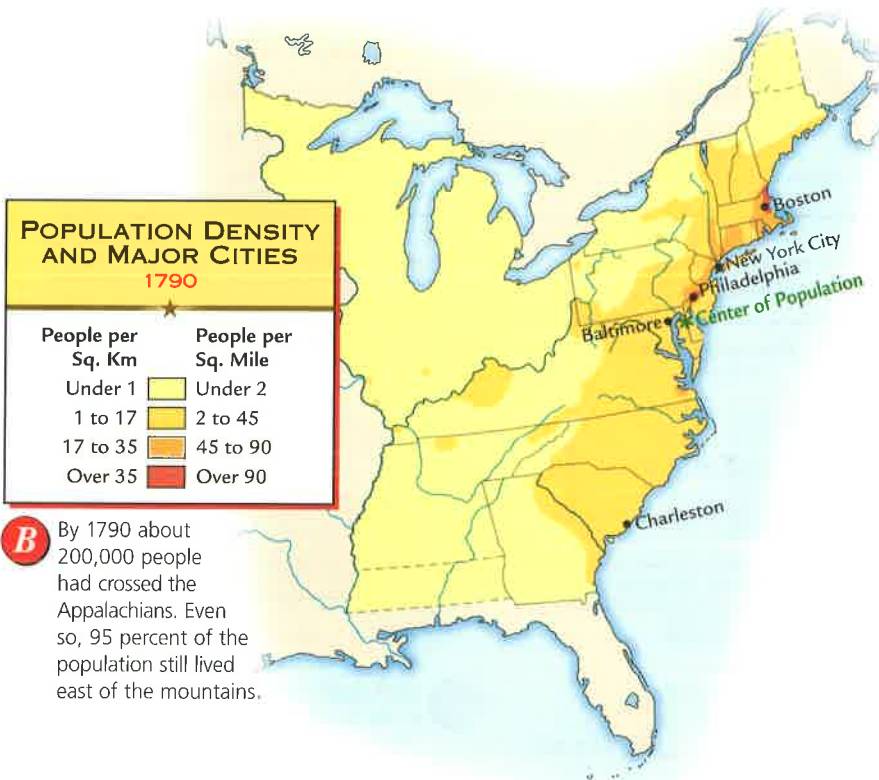 POPULATION DENSITY
AND MAJOR CITIES
1790
People per
Sq. Km
People per
Sq. Mile
Under 1
Under 2
1 to 17
2 to 45
17 to 35
45 to 90
Over 35
Over 90
Boston
New York City
Philadelphia
Center of Population
Baltimore
Charleston
B
By 1790 about
200,000 people
had crossed the
Appalachians. Even
so, 95 percent of the
population still lived
east of the mountains.